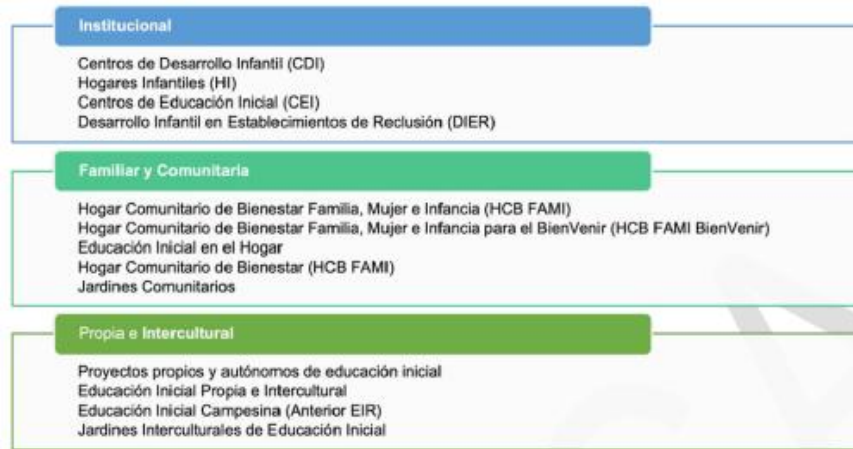 Institucional
Centros de Desarrollo Infantil (CDI)
Hogares Infantiles (HI)
Centros de Educación Inicial (CEI)
Desarrollo Infantil en Establecimientos de Reclusión (DIER)
Familiar y Comunitaria
Hogar Comunitario de Bienestar Familia, Mujer e Infancia (HCB FAMI)
Hogar Comunitario de Bienestar Familia, Mujer e Infancia para el BienVenir (HCB FAMI BienVenir)
Educación Inicial en el Hogar
Hogar Comunitario de Bienestar (HCB FAMI)
Jardines Comunitarios
Propia e Intercultural
Proyectos propios y autónomos de educación inicial
Educación Inicial Propia e Intercultural
Educación Inicial Campesina (Anterior EIR)
Jardines Interculturales de Educación Inicial